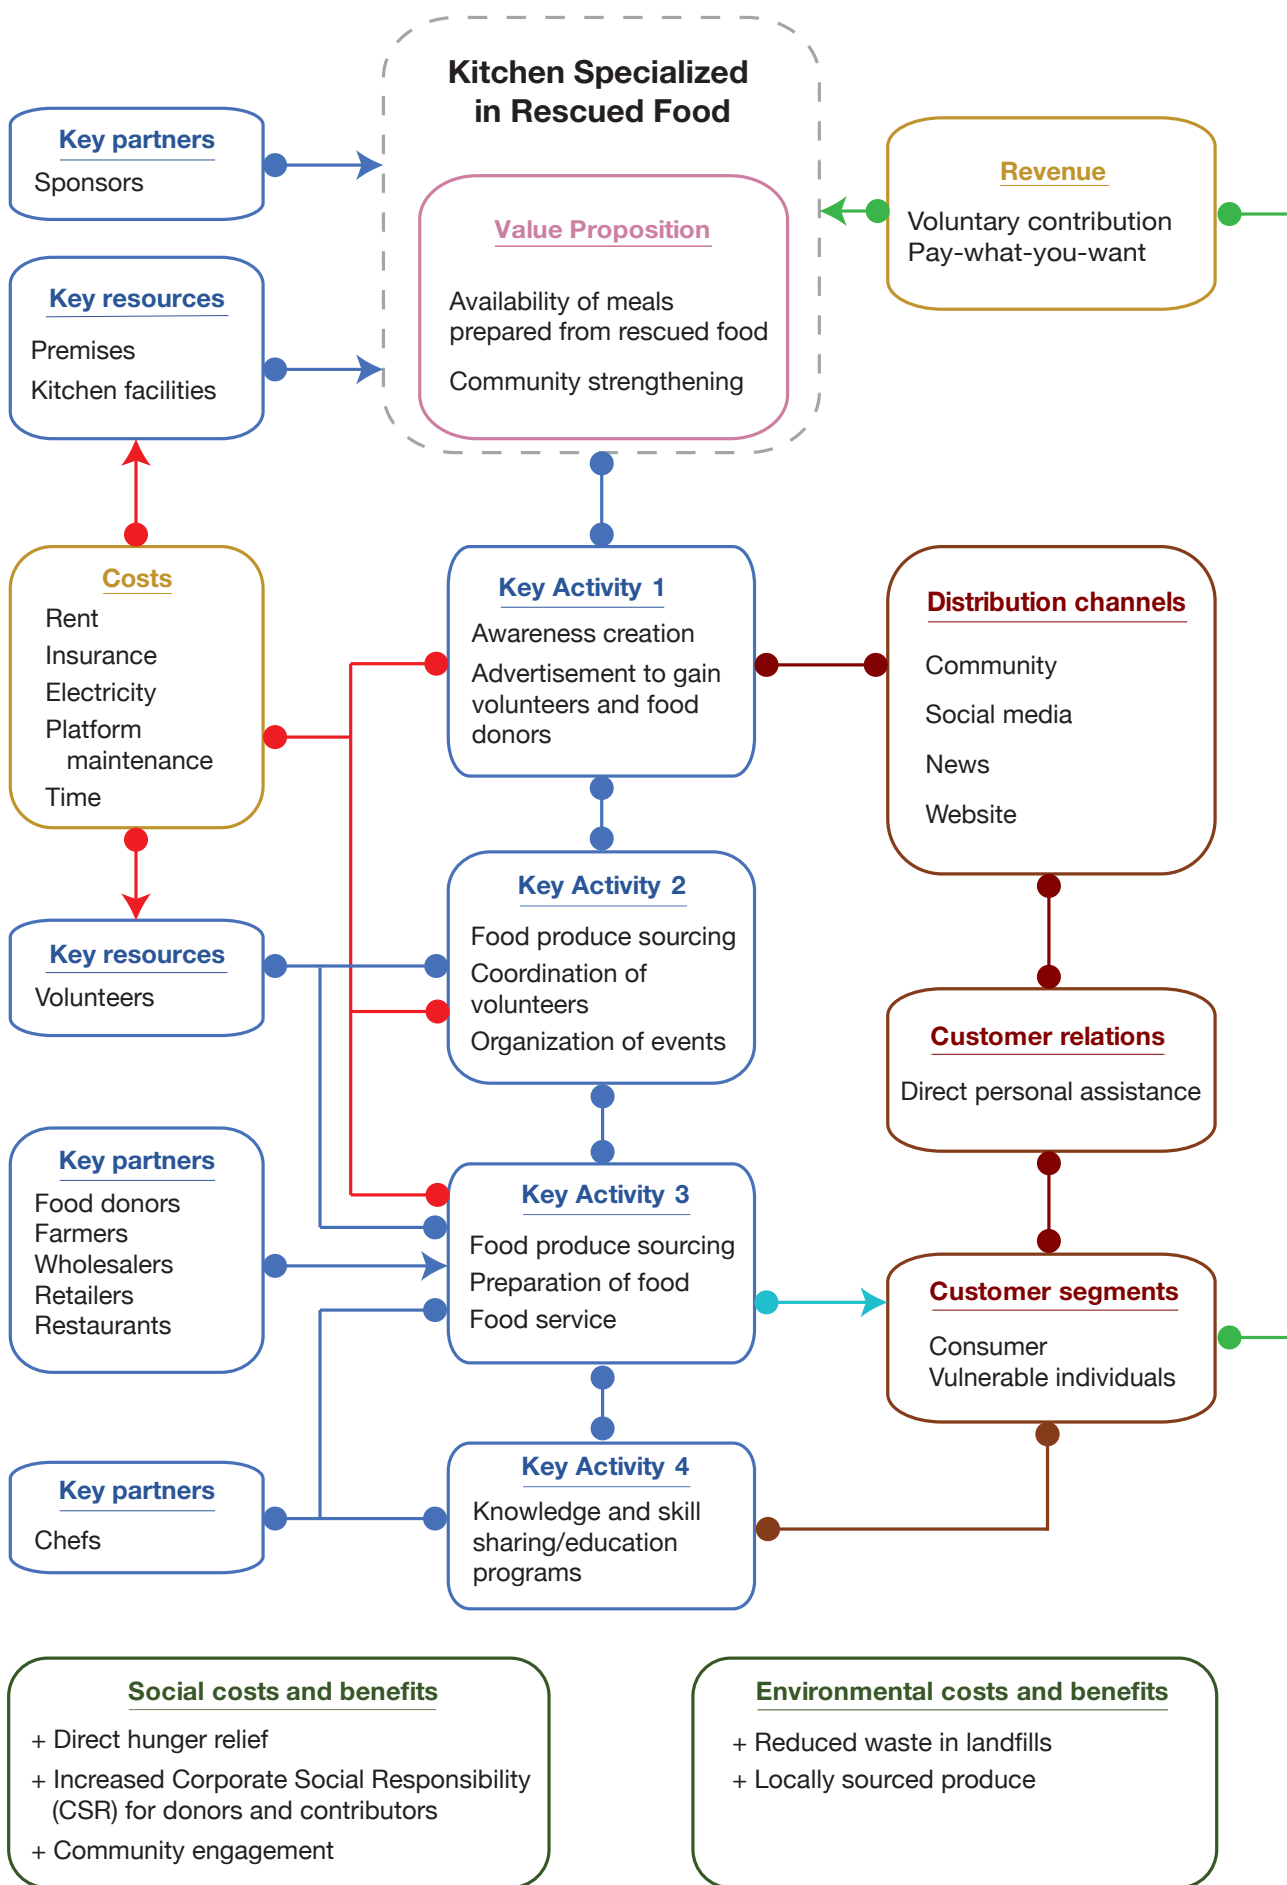 Kitchen Specialized
in Rescued Food
Key partners
Sponsors
Revenue
Voluntary contribution
Pay-what-you-want
Value Proposition
Availability of meals
prepared from rescued food
Community strengthening
Key resources
Premises
Kitchen facilities
Costs
Rent
Insurance
Electricity
Platform
maintenance
Time
Key Activity 1
Awareness creation
Advertisement to gain
volunteers and food
donors
Distribution channels
Community
Social media
News
Website
Key resources
Volunteers
Key Activity 2
Food produce sourcing
Coordination of
volunteers
Organization of events
Customer relations
Direct personal assistance
Key partners
Food donors
Farmers
Wholesalers
Retailers
Restaurants
Key Activity 3
Food produce sourcing
Preparation of food
Food service
Customer segments
Consumer
Vulnerable individuals
Key partners
Chefs
Key Activity 4
Knowledge and skill
sharing/education
programs
Social costs and benefits
+ Direct hunger relief
+ Increased Corporate Social Responsibility
(CSR) for donors and contributors
+ Community engagement
Environmental costs and benefits
+ Reduced waste in landfills
+ Locally sourced produce